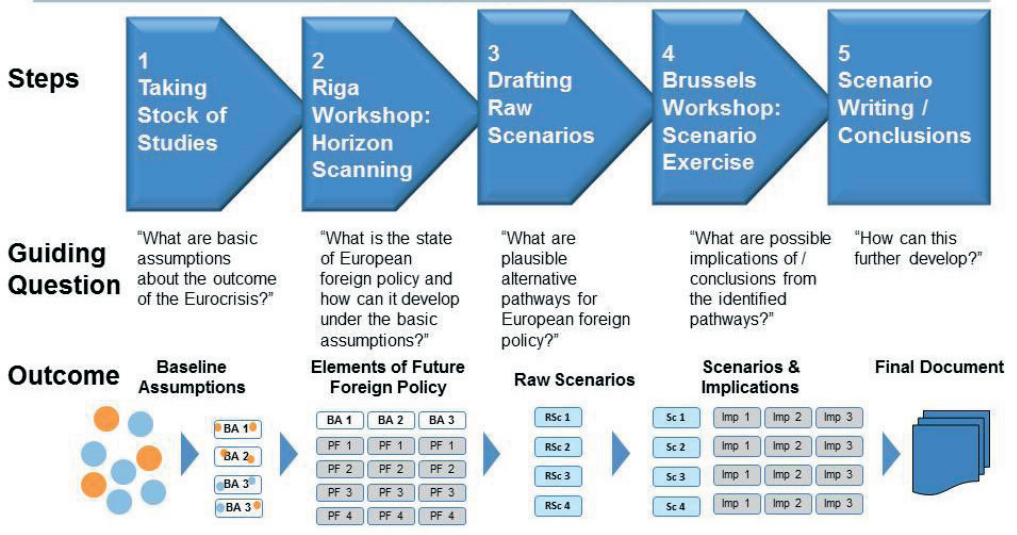 Steps
1
Taking
Stock of
Studies
2
Riga
Workshop:
Horizon
Scanning
3
Drafting
Raw
Scenarios
4
Brussels
Workshop:
Scenario
Exercise
5
Scenario
Writing /
Conclusions
Guiding
Question
“What are basic
assumptions
about the outcome
of the Eurocrisis?”
“What is the state
of European
foreign policy and
how can it develop
under the basic
assumptions?”
“What are
plausible
alternative
pathways for
European foreign
policy?”
“What are possible
implications of /
conclusions from
the identified
pathways?”
“How can this
further develop?”
Outcome
Baseline
Assumptions
Elements of Future
Foreign Policy
Raw Scenarios
Scenarios &
Implications
Final Document
BA 1
BA 2
BA 3
BA 3
BA 1 BA 2 BA 3
PF 1 PF 1 PF 1
PF 2 PF 2 PF 2
PF 3 PF 3 PF 3
PF 4 PF 4 PF 4
RSc 1
RSc 2
RSc 3
RSc 4
Sc 1 Imp 1 Imp 2 Imp 3
Sc 2 Imp 1 Imp 2 Imp 3
Sc 3 Imp 1 Imp 2 Imp 3
Sc 4 Imp 1 Imp 2 Imp 3